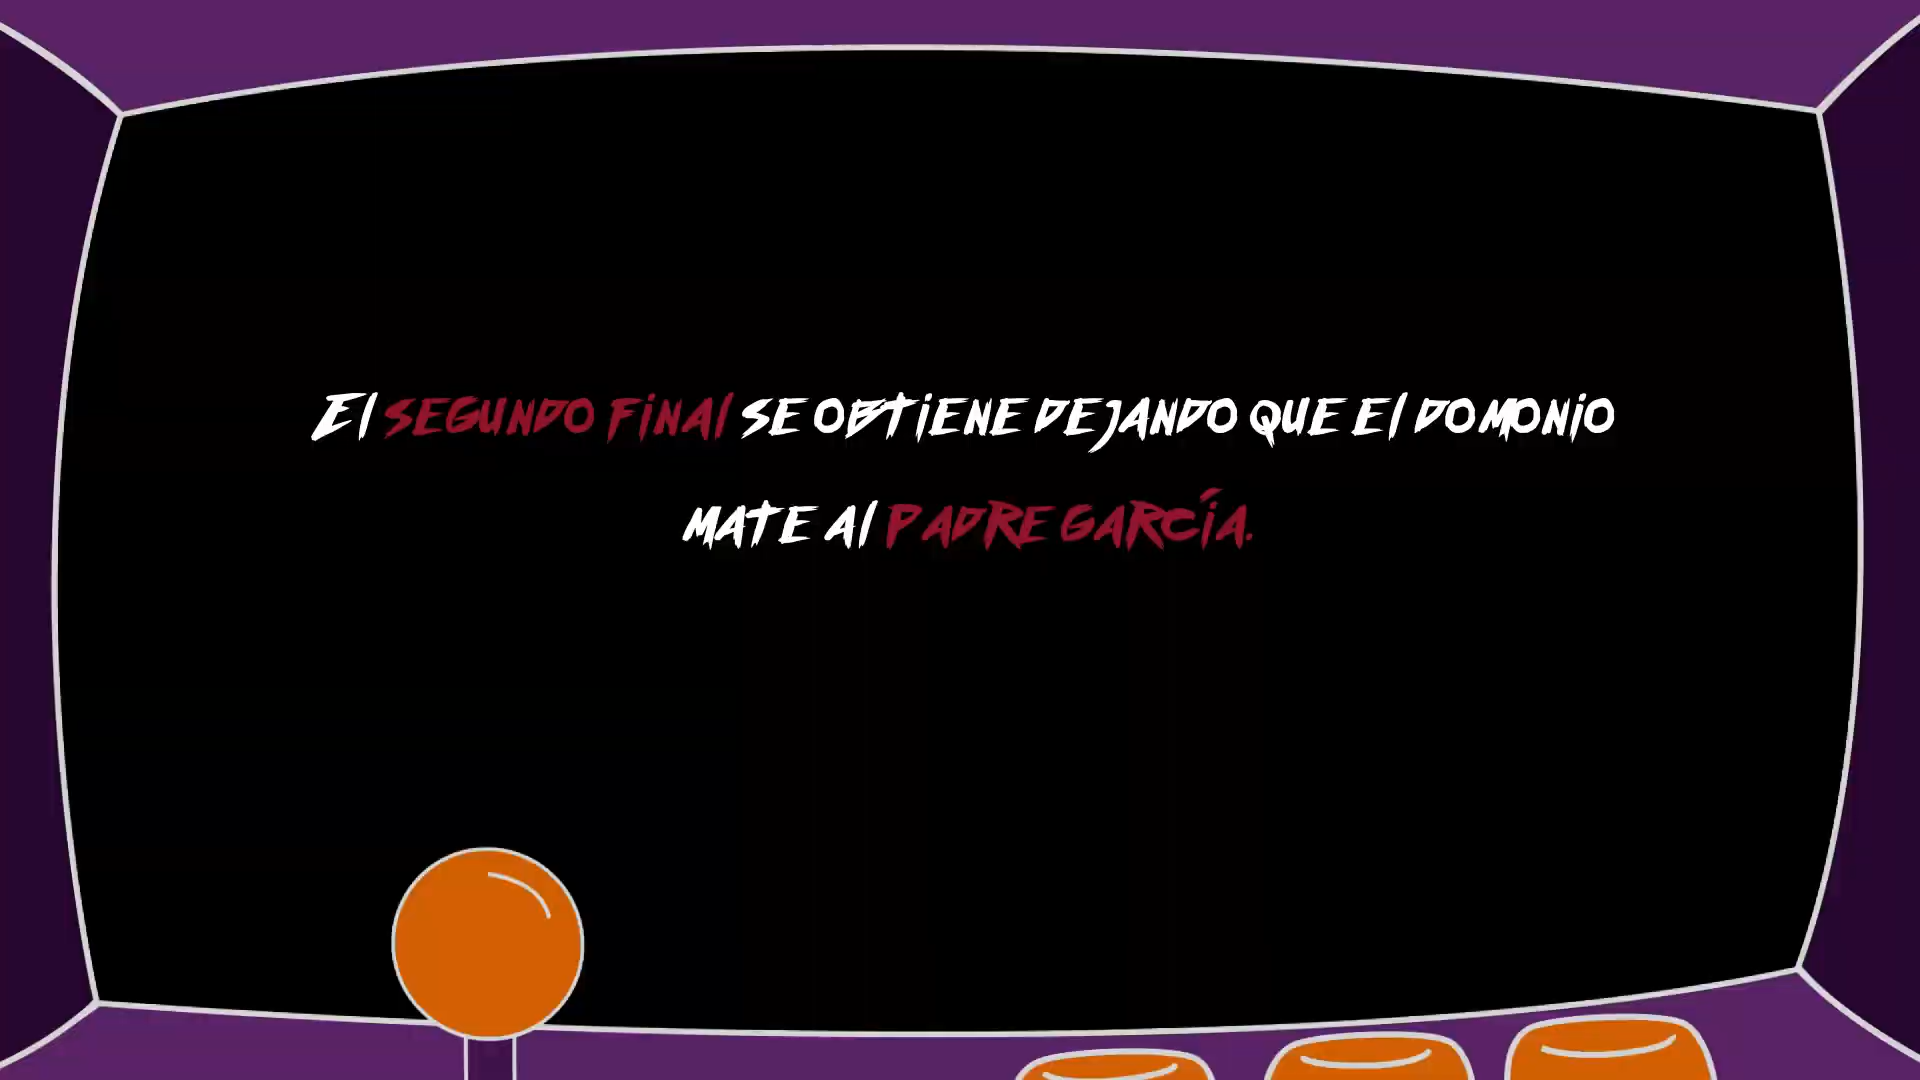 El segundo final se obtiene dejando que el domonio
mate al Padre García.